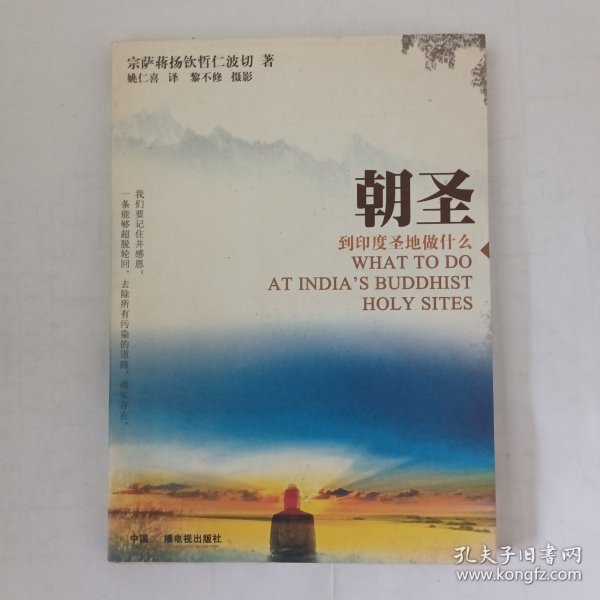 宗萨蒋扬钦哲仁波切 著
姚仁喜 译 黎不修 摄影
朝圣
到印度圣地做什么
WHAT TO DO
AT INDIA'S BUDDHIST
HOLY SITES
我们要记住并感恩：
一条能够超脱轮回、去除所有污染的道路，确实存在。
中国 播电视出版社
孔夫子旧书网
www.kongfz.com